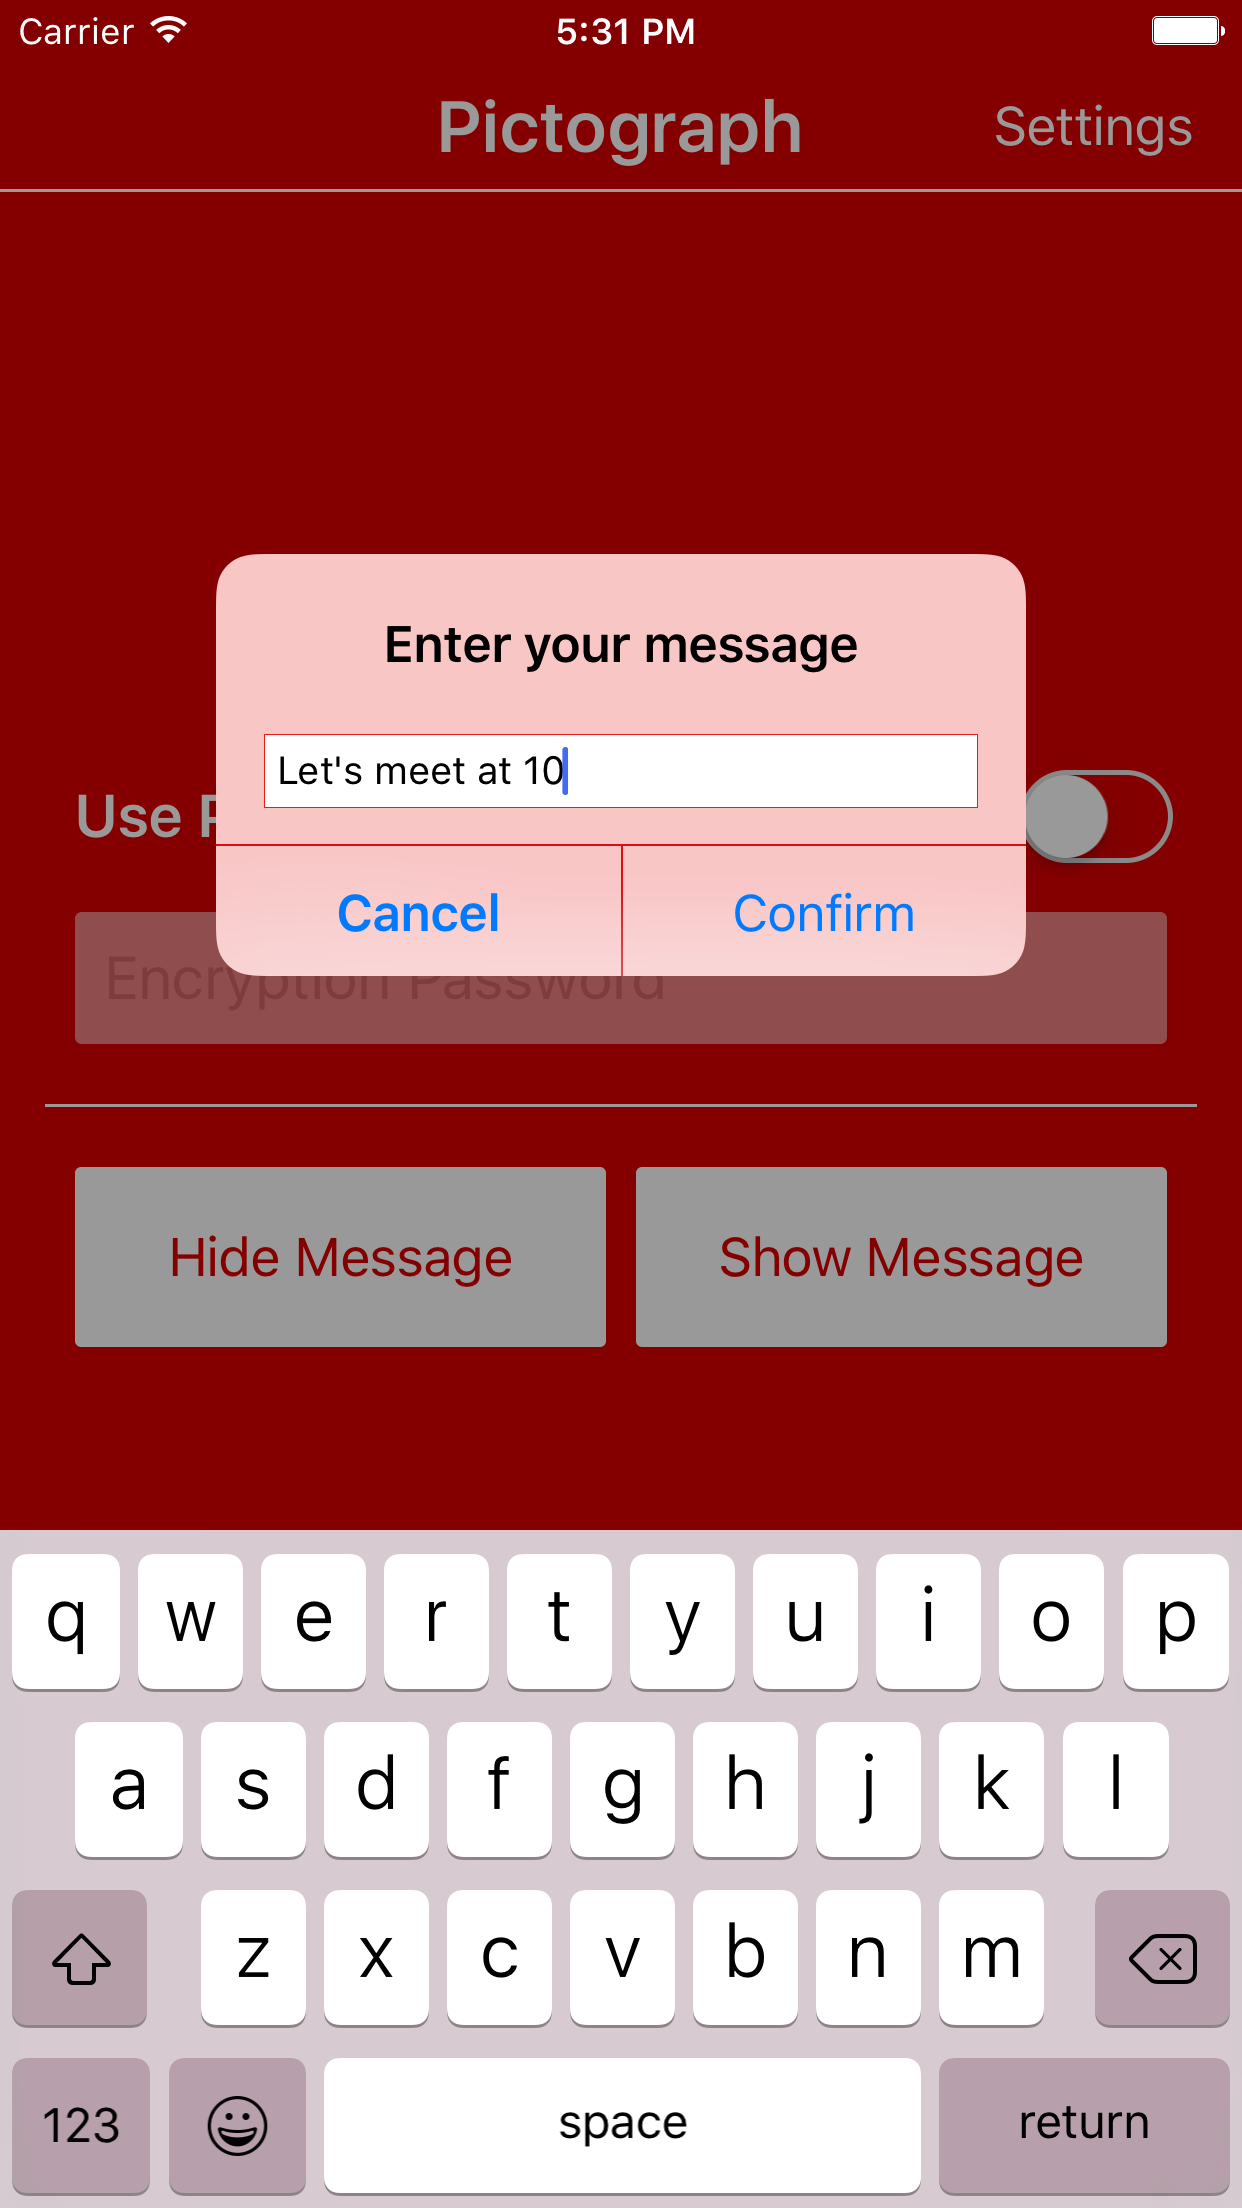 Carrier 5:31 PM
Pictograph Settings
Enter your message
Let's meet at 10
Use
Cancel Confirm
Encryption Password
Hide Message Show Message
q w e r t y u i o p
a s d f g h j k l
z x c v b n m
123 space return